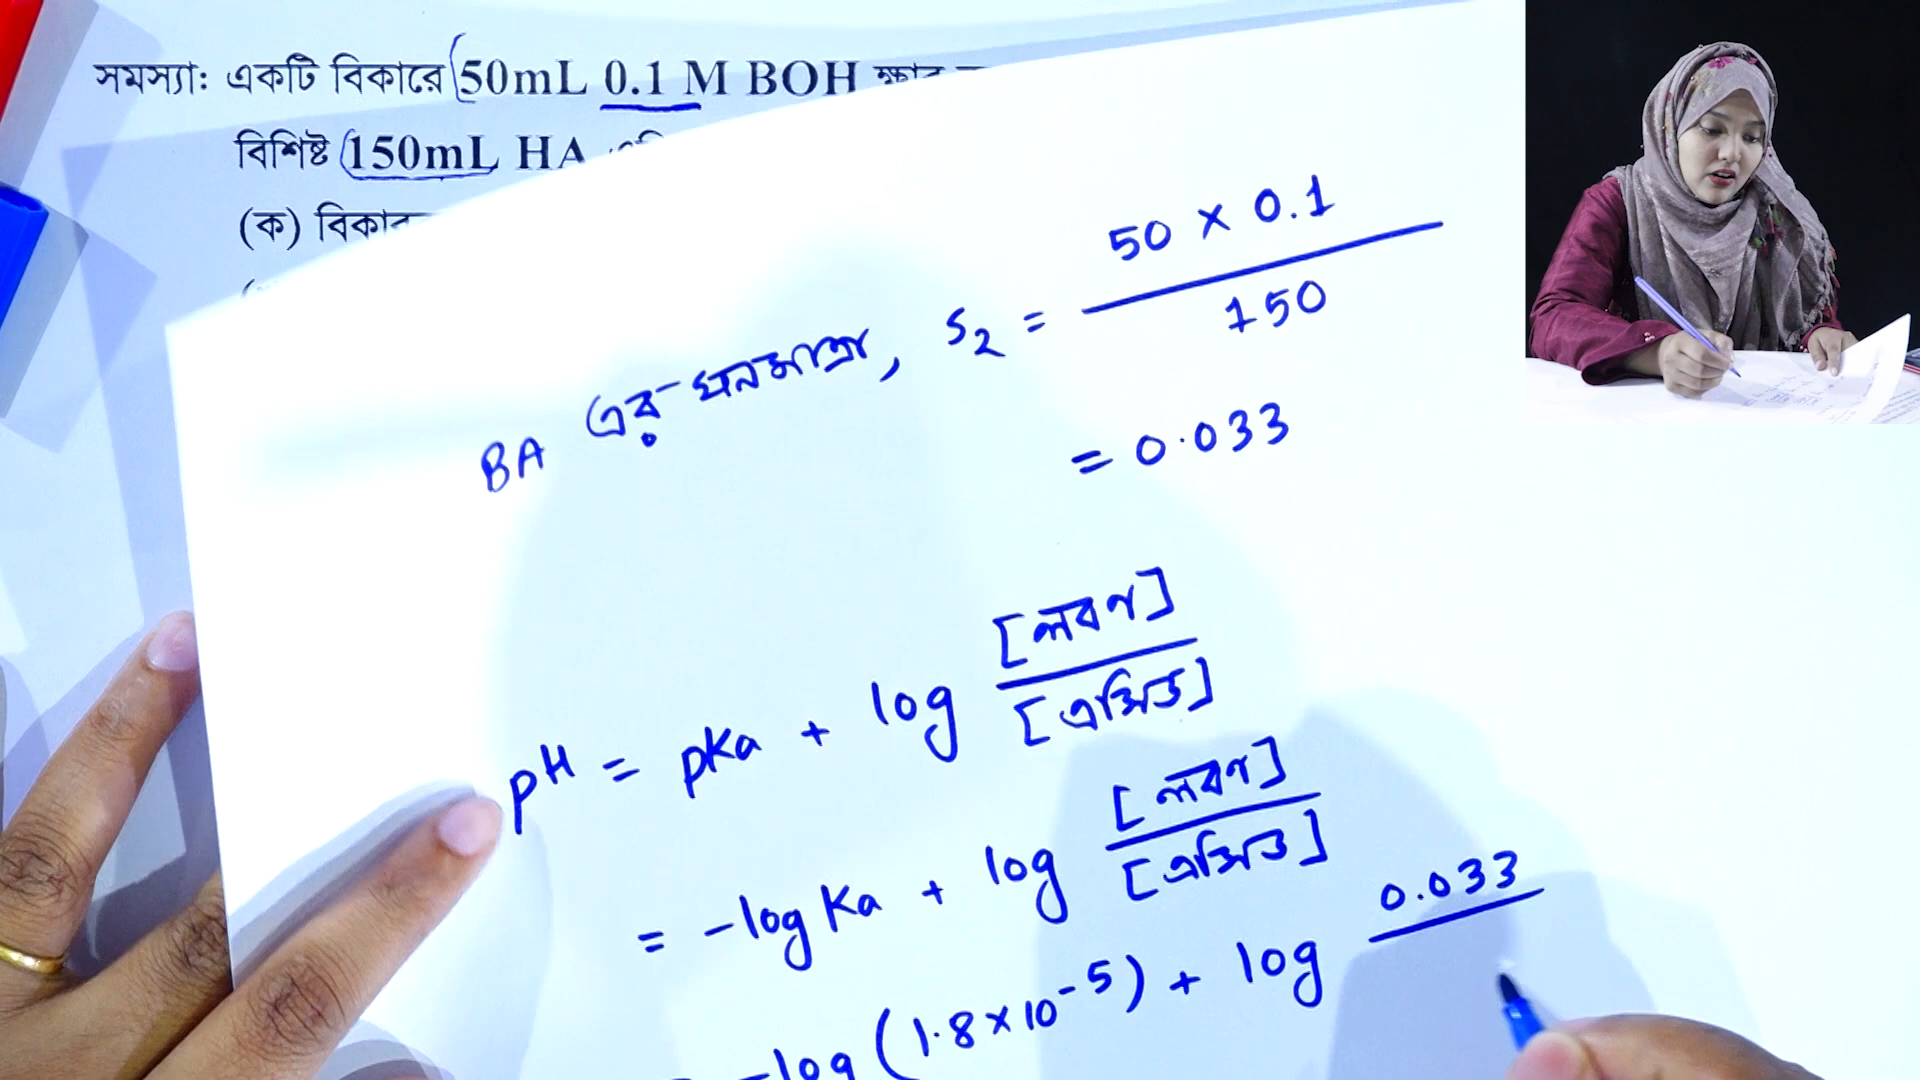 সমস্যা: একটি বিকারে 50mL 0.1 M BOH ক্ষার
বিশিষ্ট 150mL HA
(ক)
BA এর ঘনমাত্রা, S₂ = 50 × 0.1 / 150
= 0.033
pH = pKa + log [লবণ] / [এসিড]
= -log Ka + log [লবণ] / [এসিড]
-log (1.8×10⁻⁵) + log 0.033